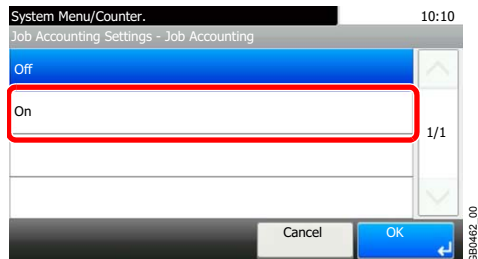 System Menu/Counter.
10:10
Job Accounting Settings - Job Accounting
Off
On
1/1
Cancel
OK
GB0462_00